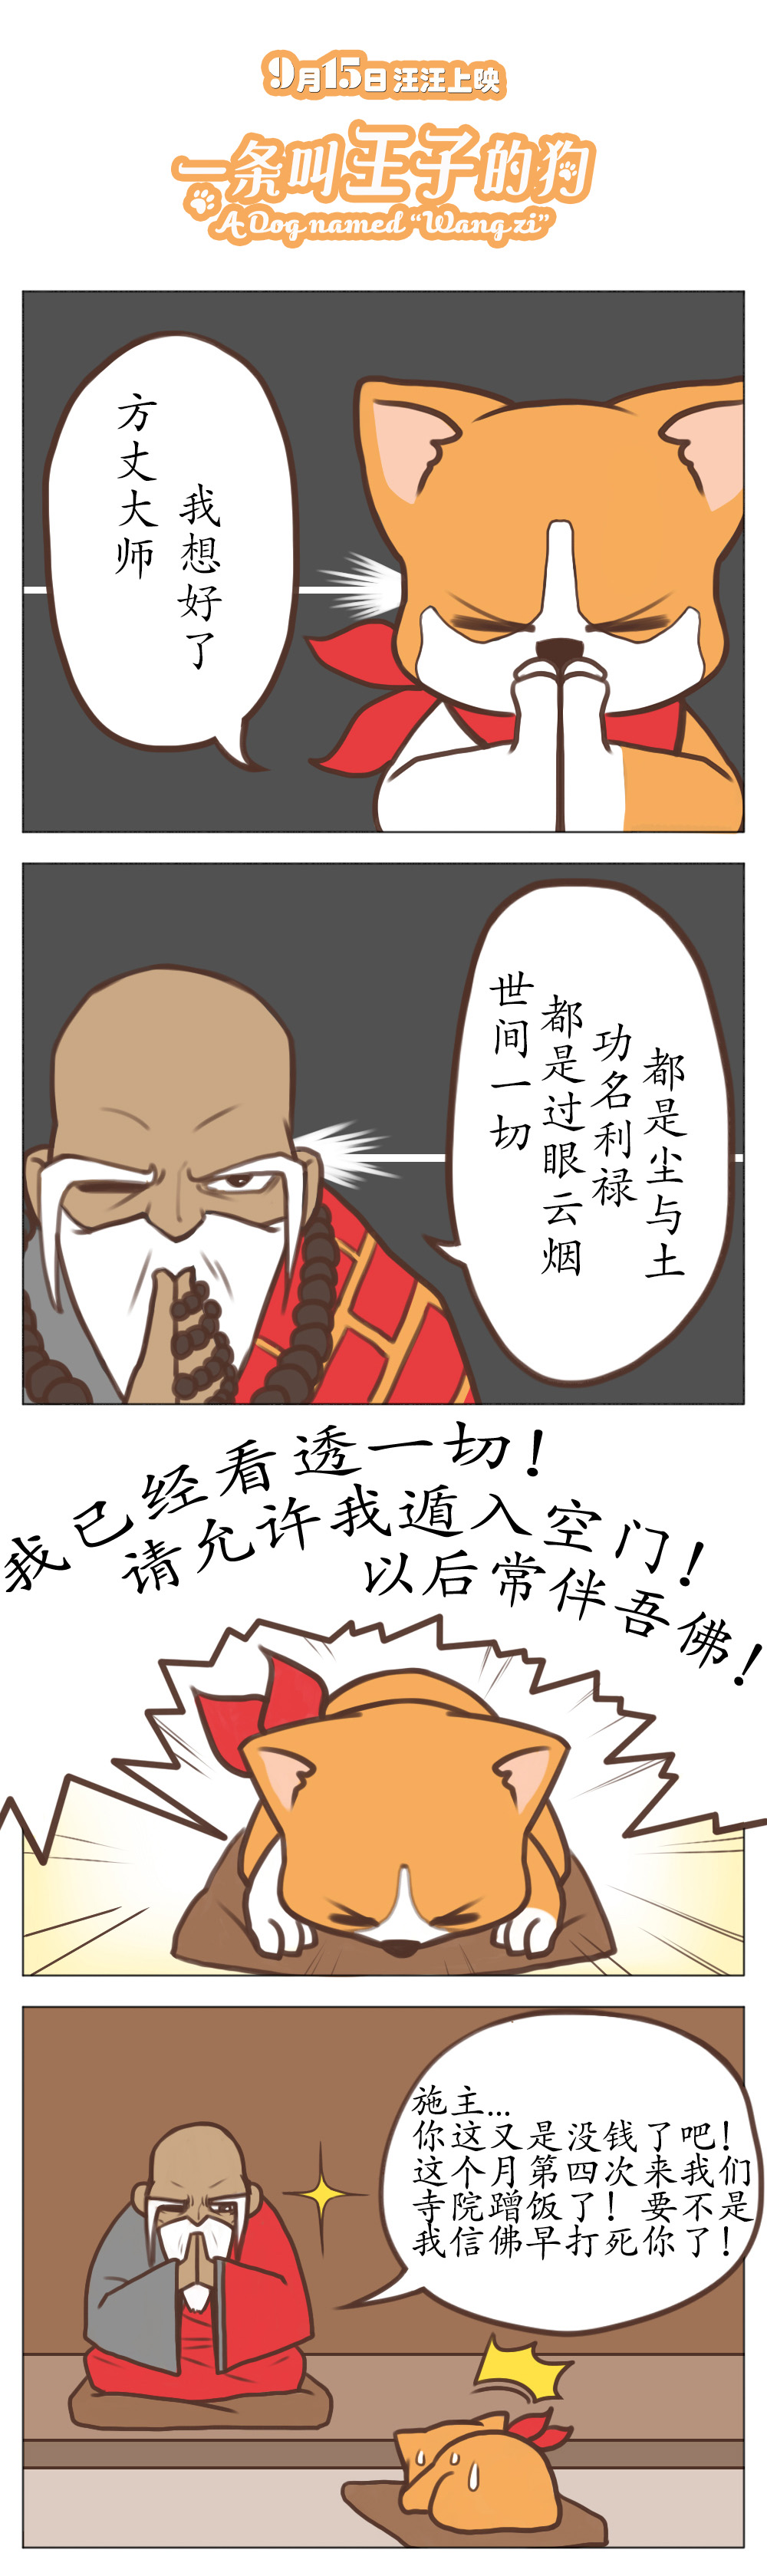 9月15日汪汪上映
一条叫王子的狗
A Dog named “Wang zi”
方丈大师
我想好了
世间一切
都是过眼云烟
功名利禄
都是尘与土
我已经看透一切！
请允许我遁入空门！
以后常伴吾佛！
施主...
你这又是没钱了吧！
这个月第四次来我们
寺院蹭饭了！要不是
我信佛早打死你了！